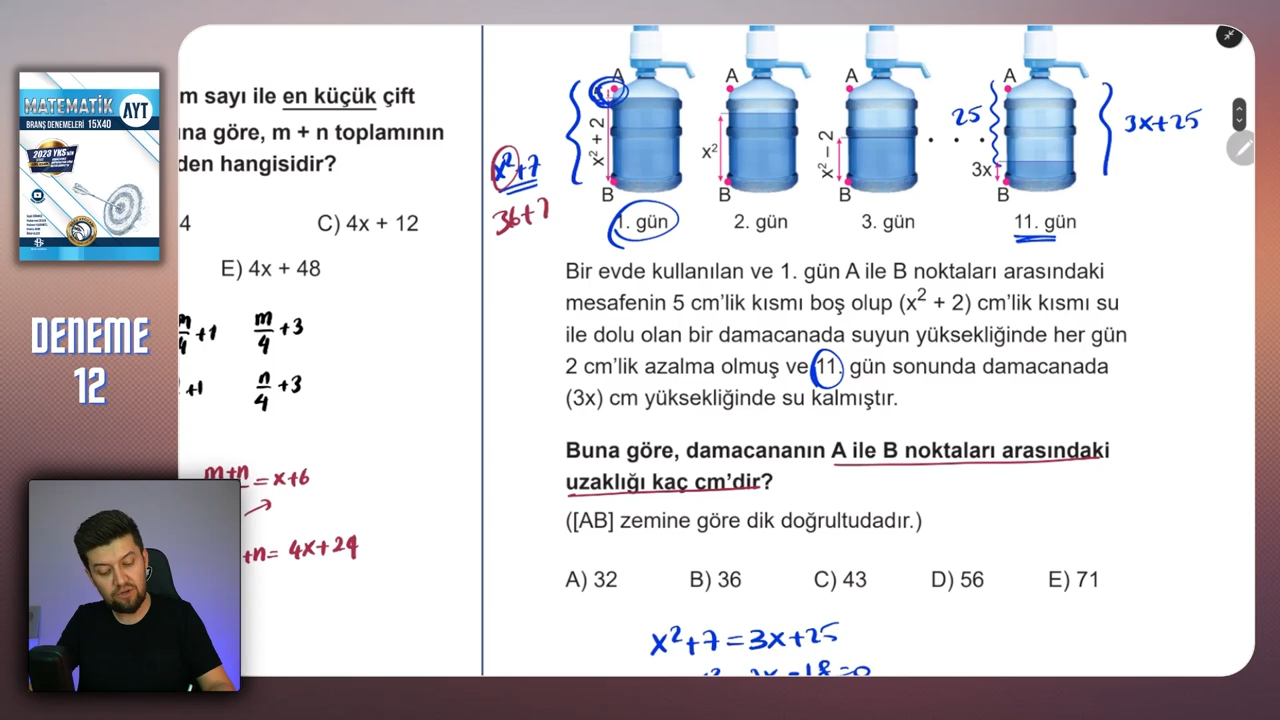 MATEMATİK AYT
BRANŞ DENEMELERİ 15X40
2023 YKS'ye
DENEME
12
m sayı ile en küçük çift
una göre, m + n toplamının
den hangisidir?
4 C) 4x + 12
E) 4x + 48
m/4 +1 m/4 +3
+1 n/4 +3
m+n = x+6
+n = 4x+24
A A A A
x² + 2 x² x² – 2 3x
25
3x+25
x²+7
36+7
B B B B
1. gün 2. gün 3. gün 11. gün
Bir evde kullanılan ve 1. gün A ile B noktaları arasındaki
mesafenin 5 cm'lik kısmı boş olup (x² + 2) cm'lik kısmı su
ile dolu olan bir damacanada suyun yüksekliğinde her gün
2 cm'lik azalma olmuş ve 11. gün sonunda damacanada
(3x) cm yüksekliğinde su kalmıştır.
Buna göre, damacananın A ile B noktaları arasındaki
uzaklığı kaç cm'dir?
([AB] zemine göre dik doğrultudadır.)
A) 32 B) 36 C) 43 D) 56 E) 71
x²+7 = 3x+25